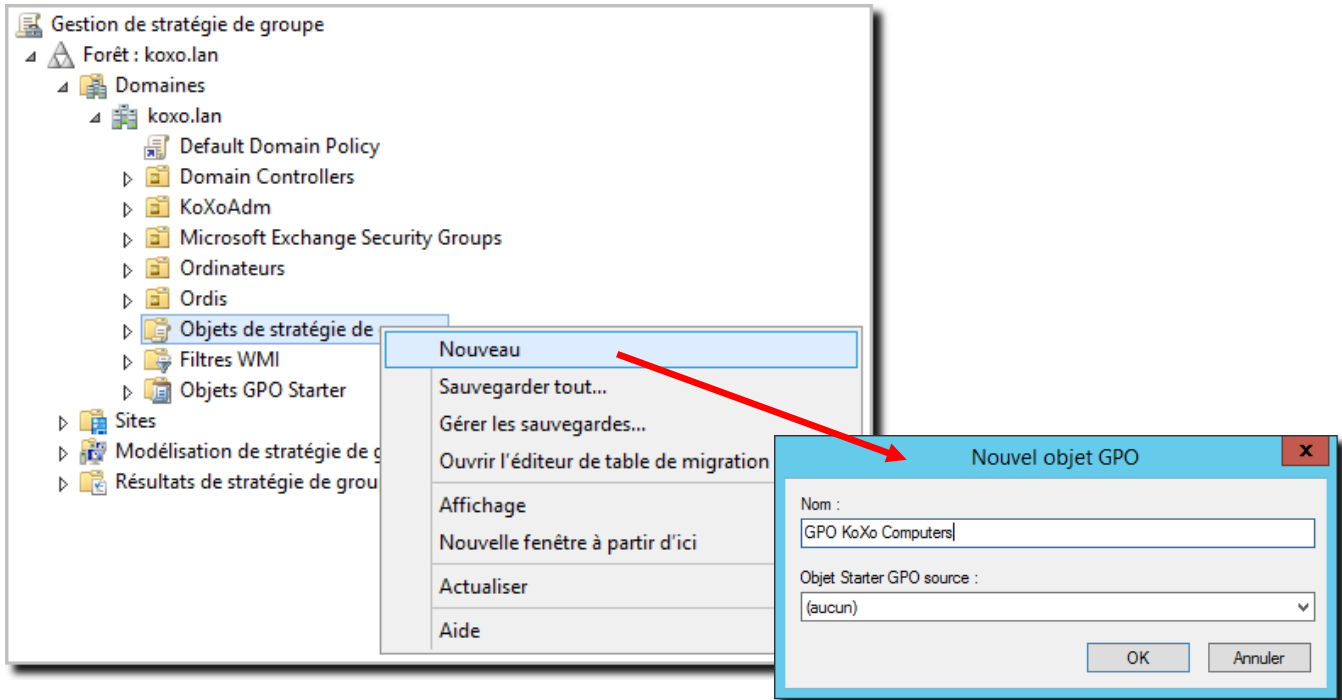 Gestion de stratégie de groupe
Forêt : koxo.lan
Domaines
koxo.lan
Default Domain Policy
Domain Controllers
KoXoAdm
Microsoft Exchange Security Groups
Ordinateurs
Ordis
Objets de stratégie de
Filtres WMI
Objets GPO Starter
Sites
Modélisation de stratégie de g
Résultats de stratégie de grou
Nouveau
Sauvegarder tout...
Gérer les sauvegardes...
Ouvrir l'éditeur de table de migration
Affichage
Nouvelle fenêtre à partir d'ici
Actualiser
Aide
Nouvel objet GPO
x
Nom :
GPO KoXo Computers
Objet Starter GPO source :
(aucun)
OK Annuler